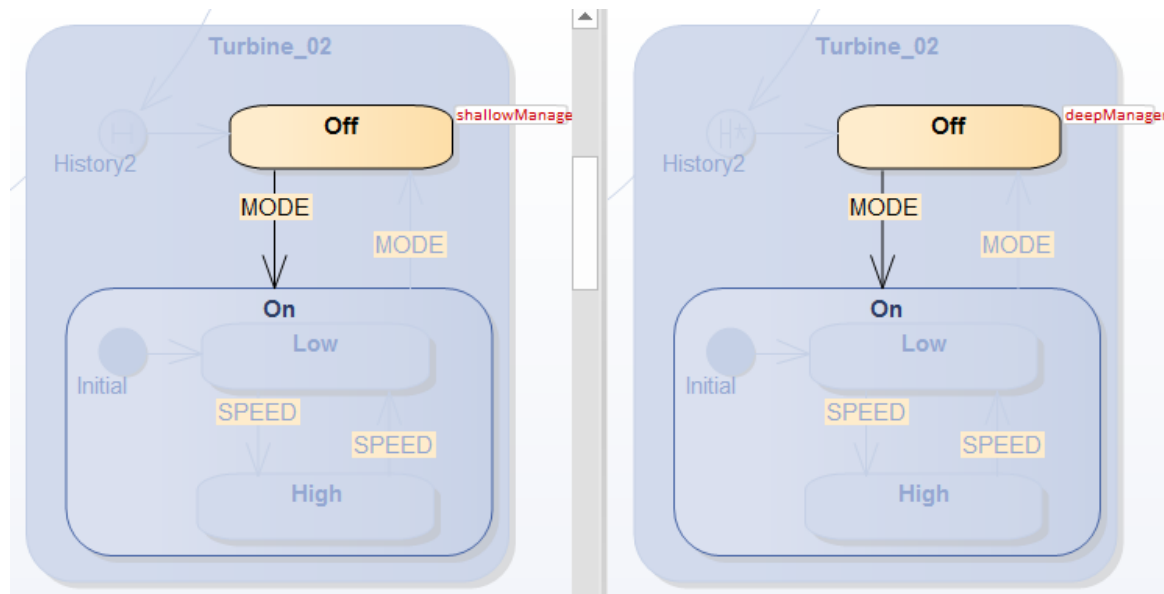 Turbine_02
Off
shallowManage
H
History2
MODE
MODE
On
Low
Initial
SPEED
SPEED
High
Turbine_02
Off
deepManager
H*
History2
MODE
MODE
On
Low
Initial
SPEED
SPEED
High